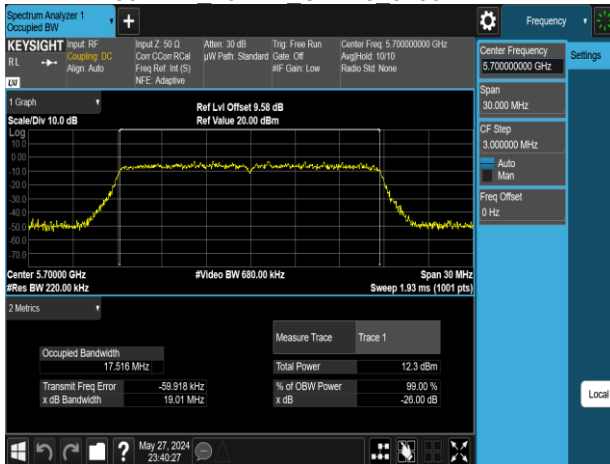 Spectrum Analyzer 1
Occupied BW
+
Frequency
KEYSIGHT
RL
LXI
Input: RF
Coupling: DC
Align: Auto
Input Z: 50 Ω
Corr CCorr RCal
Freq Ref: Int (S)
NFE: Adaptive
Atten: 30 dB
µW Path: Standard
Trig: Free Run
Gate: Off
#IF Gain: Low
Center Freq: 5.700000000 GHz
Avg|Hold: 10/10
Radio Std: None
Center Frequency
5.700000000 GHz
Settings
Span
30.000 MHz
CF Step
3.000000 MHz
Auto
Man
Freq Offset
0 Hz
Local
1 Graph
Scale/Div 10.0 dB
Ref Lvl Offset 9.58 dB
Ref Value 20.00 dBm
Log
10.0
0.00
-10.0
-20.0
-30.0
-40.0
-50.0
-60.0
-70.0
Center 5.70000 GHz
#Res BW 220.00 kHz
#Video BW 680.00 kHz
Span 30 MHz
Sweep 1.93 ms (1001 pts)
2 Metrics
Measure Trace Trace 1
Occupied Bandwidth
17.516 MHz
Total Power 12.3 dBm
Transmit Freq Error -59.918 kHz
% of OBW Power 99.00 %
x dB Bandwidth 19.01 MHz
x dB -26.00 dB
?
May 27, 2024
23:40:27